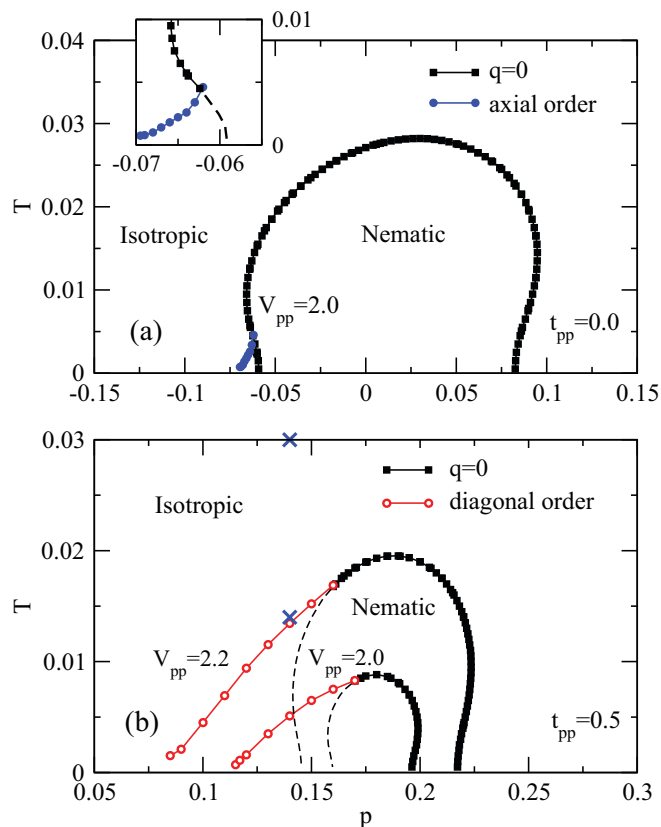 0.04
0.03
0.02
0.01
0
T
0.01
0
-0.07
-0.06
q=0
axial order
Isotropic
Nematic
V_pp=2.0
(a)
t_pp=0.0
-0.15
-0.1
-0.05
0
0.05
0.1
0.15
0.03
0.02
0.01
0
T
q=0
diagonal order
Isotropic
Nematic
V_pp=2.2
V_pp=2.0
(b)
t_pp=0.5
0.05
0.1
0.15
0.2
0.25
0.3
p